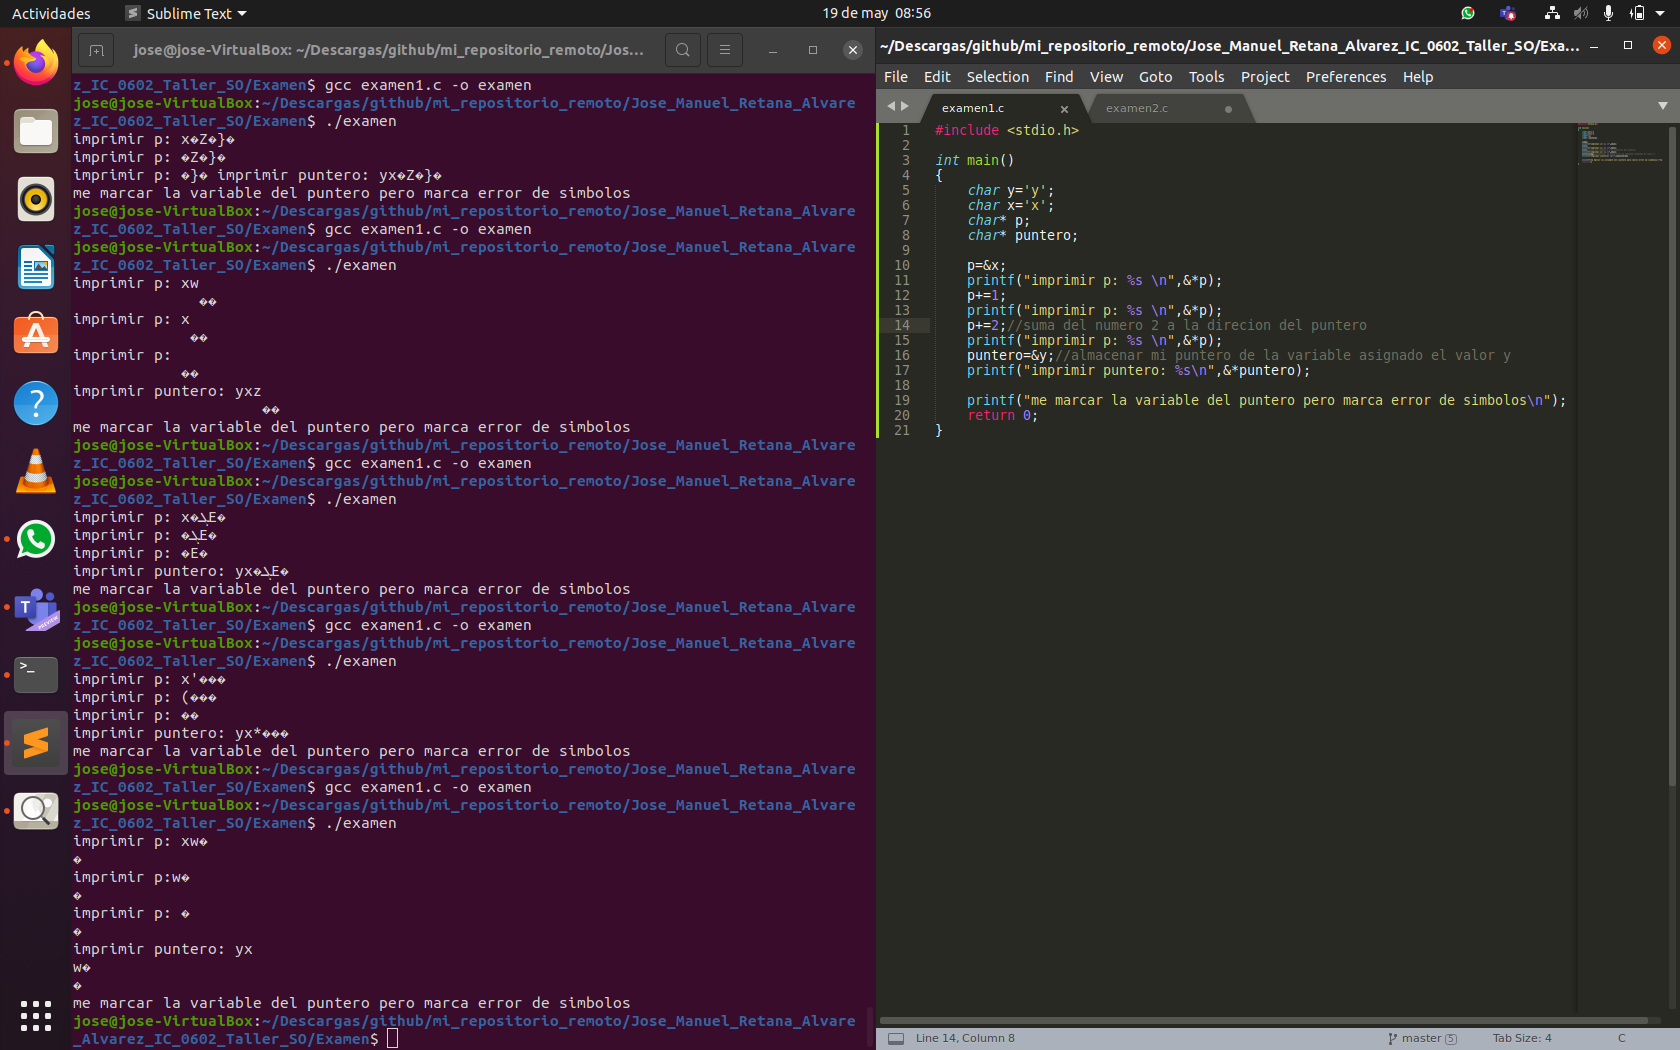 Actividades
Sublime Text
19 de may 08:56
jose@jose-VirtualBox: ~/Descargas/github/mi_repositorio_remoto/Jos...
z_IC_0602_Taller_SO/Examen$ gcc examen1.c -o examen
jose@jose-VirtualBox:~/Descargas/github/mi_repositorio_remoto/Jose_Manuel_Retana_Alvare
z_IC_0602_Taller_SO/Examen$ ./examen
imprimir p: x�Z�}�
imprimir p: �Z�}�
imprimir p: �}� imprimir puntero: yx�Z�}�
me marcar la variable del puntero pero marca error de simbolos
jose@jose-VirtualBox:~/Descargas/github/mi_repositorio_remoto/Jose_Manuel_Retana_Alvare
z_IC_0602_Taller_SO/Examen$ gcc examen1.c -o examen
jose@jose-VirtualBox:~/Descargas/github/mi_repositorio_remoto/Jose_Manuel_Retana_Alvare
z_IC_0602_Taller_SO/Examen$ ./examen
imprimir p: xw
��
imprimir p: x
��
imprimir p:
��
imprimir puntero: yxz
��
me marcar la variable del puntero pero marca error de simbolos
jose@jose-VirtualBox:~/Descargas/github/mi_repositorio_remoto/Jose_Manuel_Retana_Alvare
z_IC_0602_Taller_SO/Examen$ gcc examen1.c -o examen
jose@jose-VirtualBox:~/Descargas/github/mi_repositorio_remoto/Jose_Manuel_Retana_Alvare
z_IC_0602_Taller_SO/Examen$ ./examen
imprimir p: x�E�
imprimir p: �E�
imprimir p: �E�
imprimir puntero: yx�E�
me marcar la variable del puntero pero marca error de simbolos
jose@jose-VirtualBox:~/Descargas/github/mi_repositorio_remoto/Jose_Manuel_Retana_Alvare
z_IC_0602_Taller_SO/Examen$ gcc examen1.c -o examen
jose@jose-VirtualBox:~/Descargas/github/mi_repositorio_remoto/Jose_Manuel_Retana_Alvare
z_IC_0602_Taller_SO/Examen$ ./examen
imprimir p: x'���
imprimir p: (���
imprimir p: ��
imprimir puntero: yx*���
me marcar la variable del puntero pero marca error de simbolos
jose@jose-VirtualBox:~/Descargas/github/mi_repositorio_remoto/Jose_Manuel_Retana_Alvare
z_IC_0602_Taller_SO/Examen$ gcc examen1.c -o examen
jose@jose-VirtualBox:~/Descargas/github/mi_repositorio_remoto/Jose_Manuel_Retana_Alvare
z_IC_0602_Taller_SO/Examen$ ./examen
imprimir p: xw�
�
imprimir p:w�
�
imprimir p: �
�
imprimir puntero: yx
w�
�
me marcar la variable del puntero pero marca error de simbolos
jose@jose-VirtualBox:~/Descargas/github/mi_repositorio_remoto/Jose_Manuel_Retana_Alvare
_Alvarez_IC_0602_Taller_SO/Examen$
~/Descargas/github/mi_repositorio_remoto/Jose_Manuel_Retana_Alvarez_IC_0602_Taller_SO/Exa...
File Edit Selection Find View Goto Tools Project Preferences Help
examen1.c × examen2.c
1 #include <stdio.h>
2
3 int main()
4 {
5 char y='y';
6 char x='x';
7 char* p;
8 char* puntero;
9
10 p=&x;
11 printf("imprimir p: %s \n",&*p);
12 p+=1;
13 printf("imprimir p: %s \n",&*p);
14 p+=2;//suma del numero 2 a la direcion del puntero
15 printf("imprimir p: %s \n",&*p);
16 puntero=&y;//almacenar mi puntero de la variable asignado el valor y
17 printf("imprimir puntero: %s\n",&*puntero);
18
19 printf("me marcar la variable del puntero pero marca error de simbolos\n");
20 return 0;
21 }
Line 14, Column 8
master 5
Tab Size: 4
C